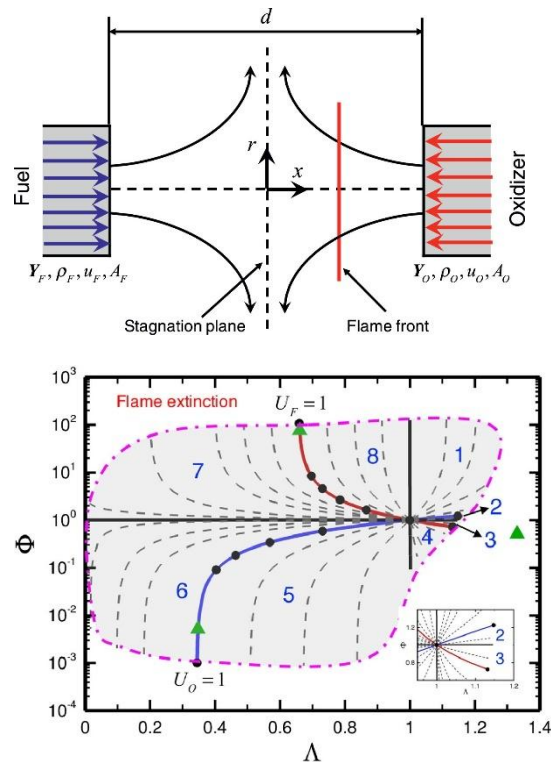 d
r
x
Fuel
Oxidizer
Y_F, ρ_F, u_F, A_F
Y_O, ρ_O, u_O, A_O
Stagnation plane
Flame front
10^3
10^2
10^1
10^0
10^-1
10^-2
10^-3
10^-4
Φ
Flame extinction
U_F = 1
7
8
1
2
3
4
6
5
U_O = 1
1.2
Φ
1
0.8
2
3
1
1.1
1.2
Λ
0
0.2
0.4
0.6
0.8
1
1.2
1.4
Λ